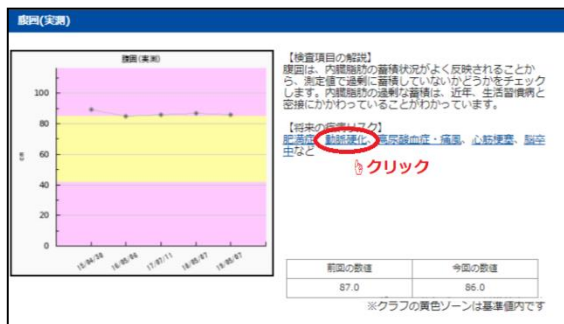 腹囲(実測)
腹囲(実測)
100
80
60
40
20
0
15/04/30
16/05/06
17/07/11
18/05/07
19/05/07
【検査項目の解説】
腹囲は、内臓脂肪の蓄積状況がよく反映されることか
ら、測定値で過剰に蓄積していないかどうかをチェック
します。内臓脂肪の過剰な蓄積は、近年、生活習慣病と
密接にかかわっていることがわかっています。
【将来の疾病リスク】
肥満症、動脈硬化、高尿酸血症・痛風、心筋梗塞、脳卒
中など
クリック
前回の数値 今回の数値
87.0 86.0
※グラフの黄色ゾーンは基準値内です